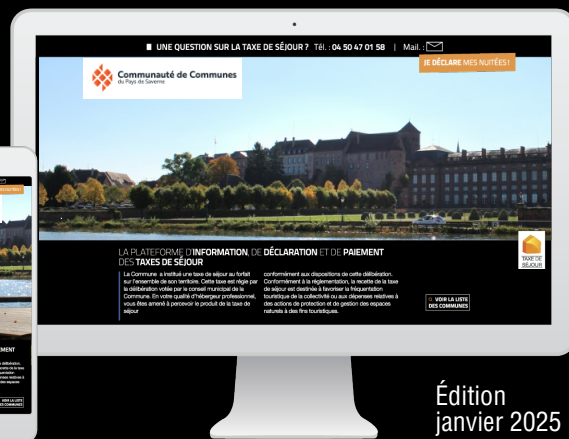 UNE QUESTION SUR LA TAXE DE SÉJOUR ? Tél. : 04 50 47 01 58 | Mail. :
JE DÉCLARE MES NUITÉES !
Communauté de Communes
du Pays de Saverne
LA PLATEFORME D'INFORMATION, DE DÉCLARATION ET DE PAIEMENT
DES TAXES DE SÉJOUR
La Commune a institué une taxe de séjour au forfait
sur l'ensemble de son territoire. Cette taxe est régie par
la délibération votée par le conseil municipal de la
Commune. En votre qualité d'hébergeur professionnel,
vous êtes amené à percevoir le produit de la taxe de
séjour
conformément aux dispositions de cette délibération.
Conformément à la réglementation, la recette de la taxe
de séjour est destinée à favoriser la fréquentation
touristique de la collectivité ou aux dépenses relatives à
des actions de protection et de gestion des espaces
naturels à des fins touristiques.
TAXE DE
SÉJOUR
VOIR LA LISTE
DES COMMUNES
VOIR LA LISTE
DES COMMUNES
Édition
janvier 2025